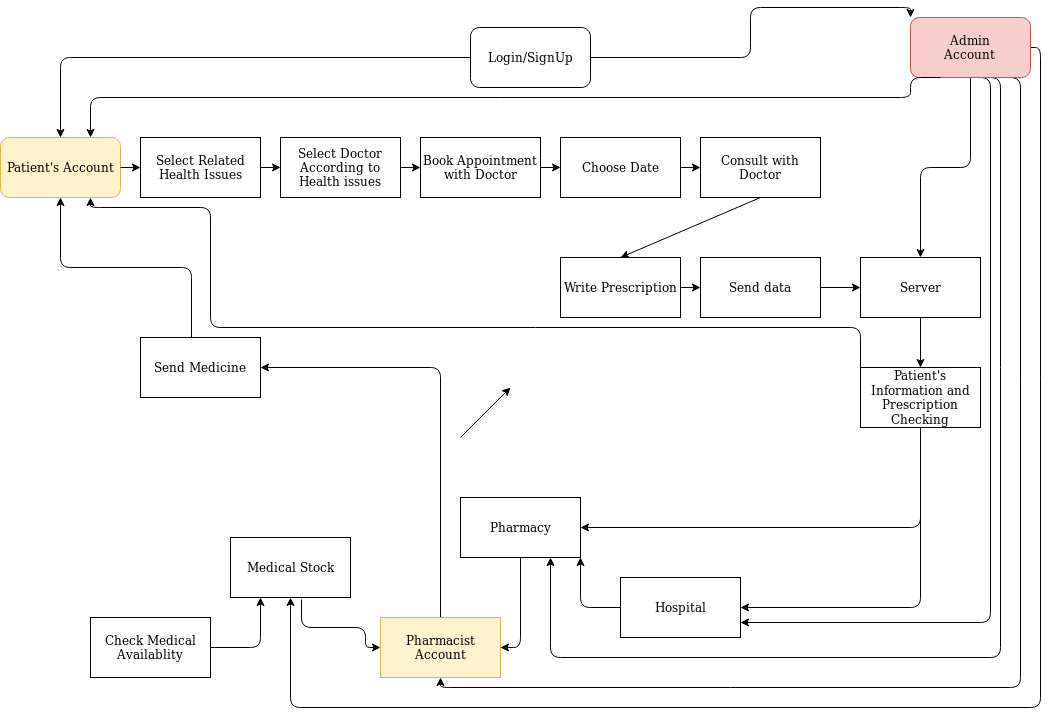 Login/SignUp
Admin
Account
Patient's Account
Select Related
Health Issues
Select Doctor
According to
Health issues
Book Appointment
with Doctor
Choose Date
Consult with
Doctor
Write Prescription
Send data
Server
Send Medicine
Patient's
Information and
Prescription
Checking
Pharmacy
Medical Stock
Hospital
Check Medical
Availablity
Pharmacist
Account